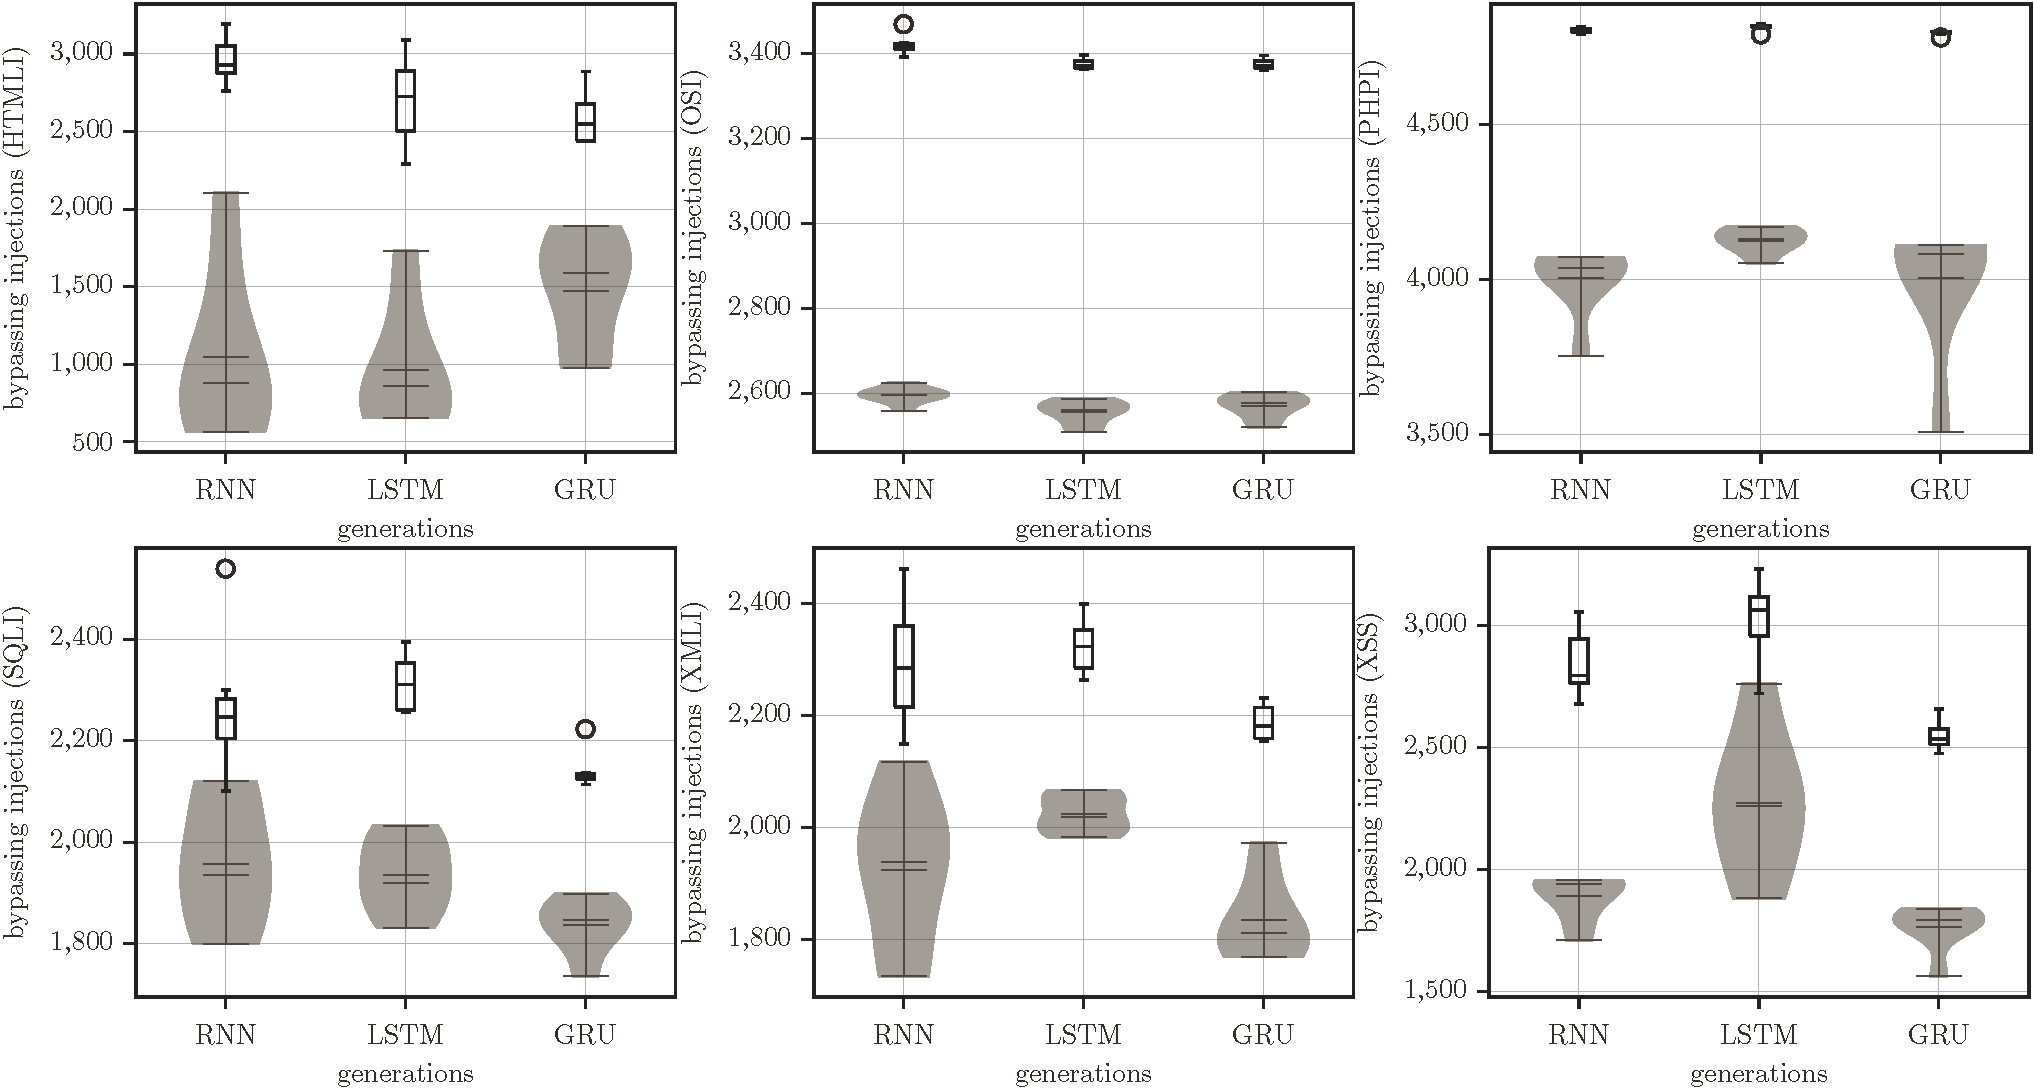 bypassing injections (HTMLI)
3,000
2,500
2,000
1,500
1,000
500
RNN LSTM GRU
generations
bypassing injections (OSI)
3,400
3,200
3,000
2,800
2,600
RNN LSTM GRU
generations
bypassing injections (PHPI)
4,500
4,000
3,500
RNN LSTM GRU
generations
bypassing injections (SQLI)
2,400
2,200
2,000
1,800
RNN LSTM GRU
generations
bypassing injections (XMLI)
2,400
2,200
2,000
1,800
RNN LSTM GRU
generations
bypassing injections (XSS)
3,000
2,500
2,000
1,500
RNN LSTM GRU
generations